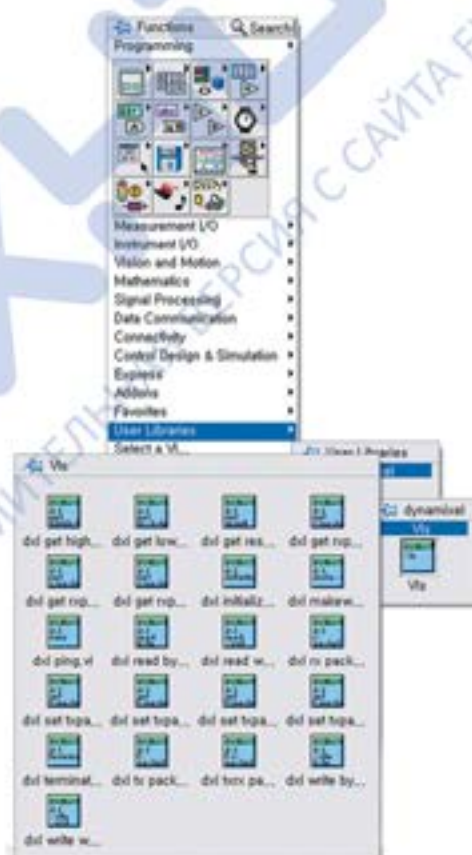 Functions Search
Programming
Measurement I/O
Instrument I/O
Vision and Motion
Mathematics
Signal Processing
Data Communication
Connectivity
Control Design & Simulation
Express
Addons
Favorites
User Libraries
Select a VI...
User Libraries
dynamixel
VIs
VIs
VIs
dxl get high... dxl get low... dxl get res... dxl get rxp...
dxl get rxp... dxl get rxp... dxl initializ... dxl makew...
dxl ping.vi dxl read by... dxl read w... dxl rx pack...
dxl set txpa... dxl set txpa... dxl set txpa... dxl set txpa...
dxl terminat... dxl tx pack... dxl txrx pa... dxl write by...
dxl write w...
С САЙТА